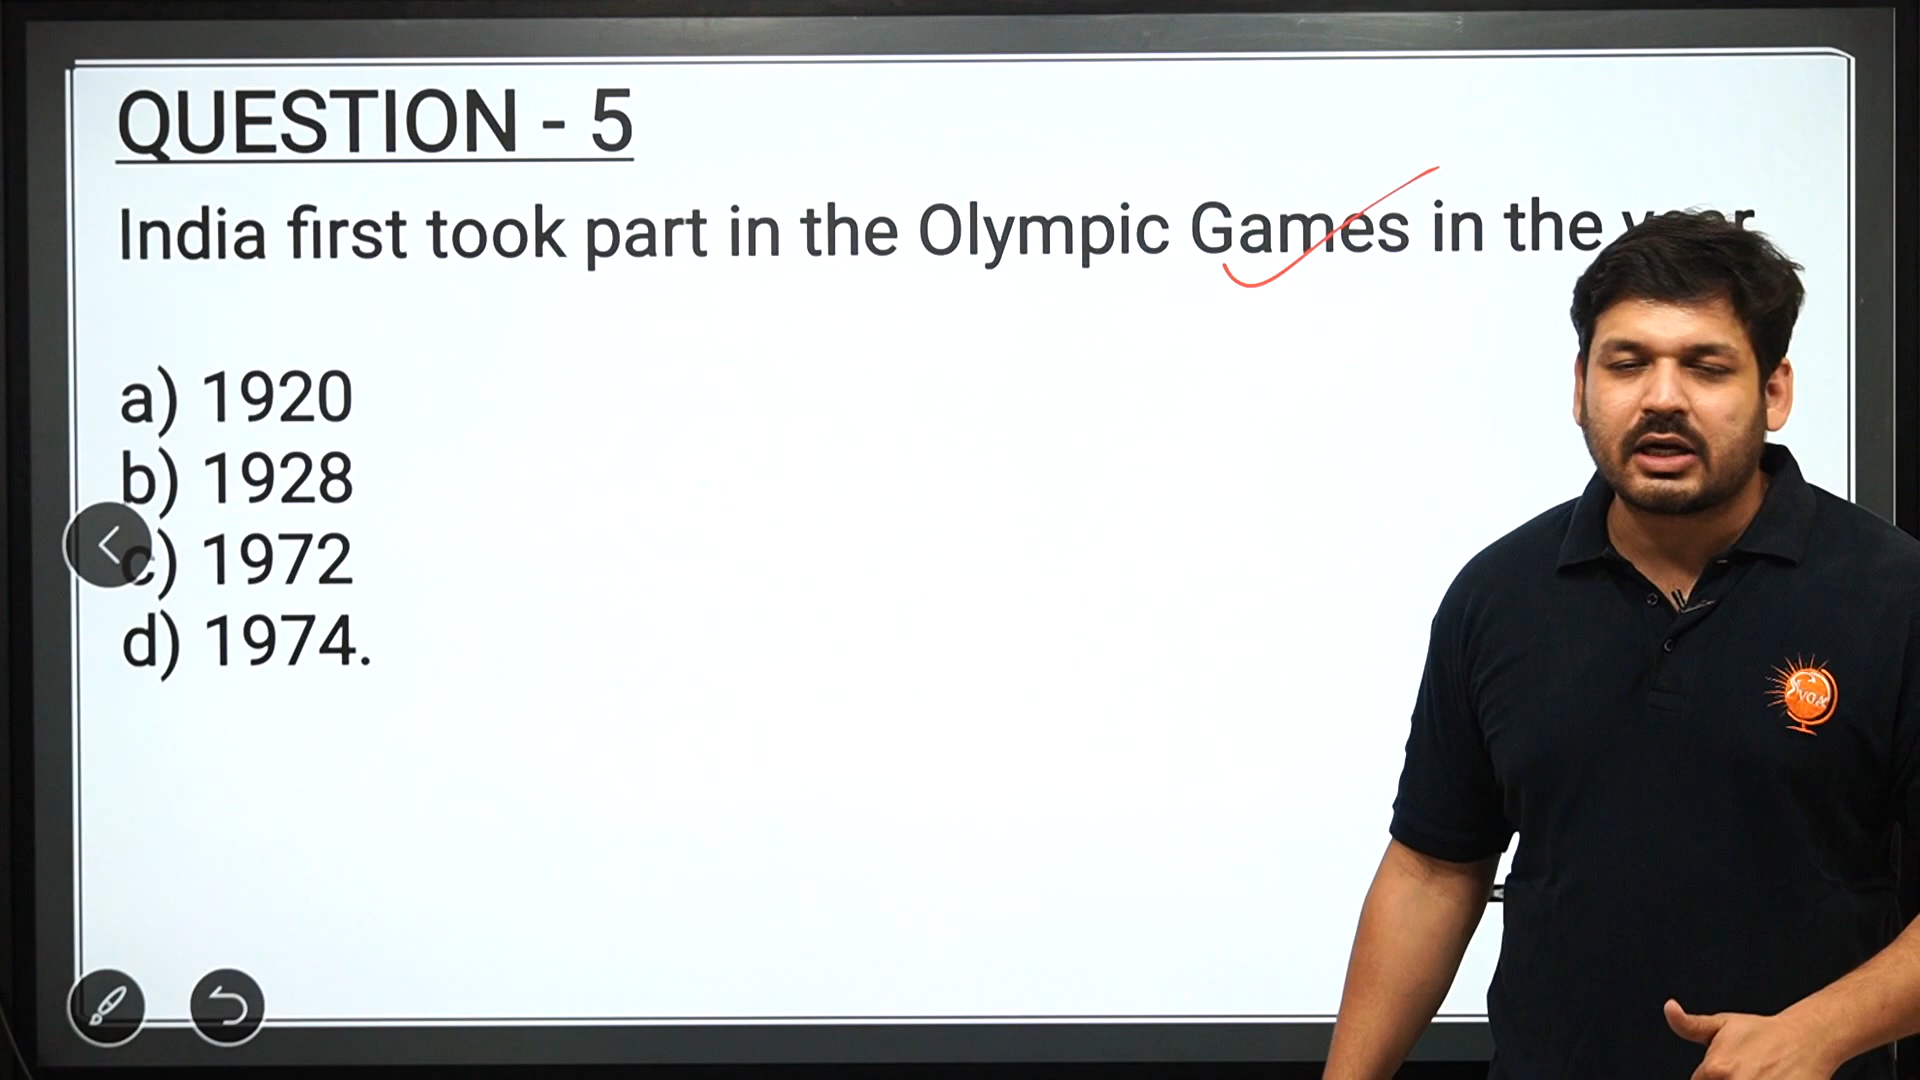 QUESTION - 5
India first took part in the Olympic Games in the year
a) 1920
b) 1928
c) 1972
d) 1974.